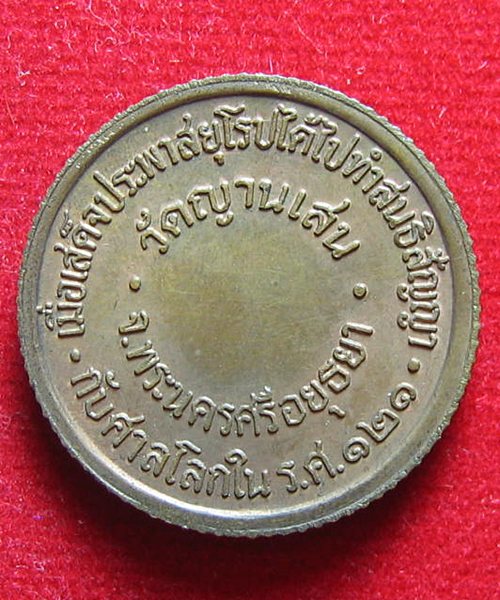 เมื่อเสด็จประพาสยุโรปได้ไปทำสนธิสัญญา
กับศาลโลกใน ร.ศ. ๑๒๑
วัดญานเสน
จ.พระนครศรีอยุธยา